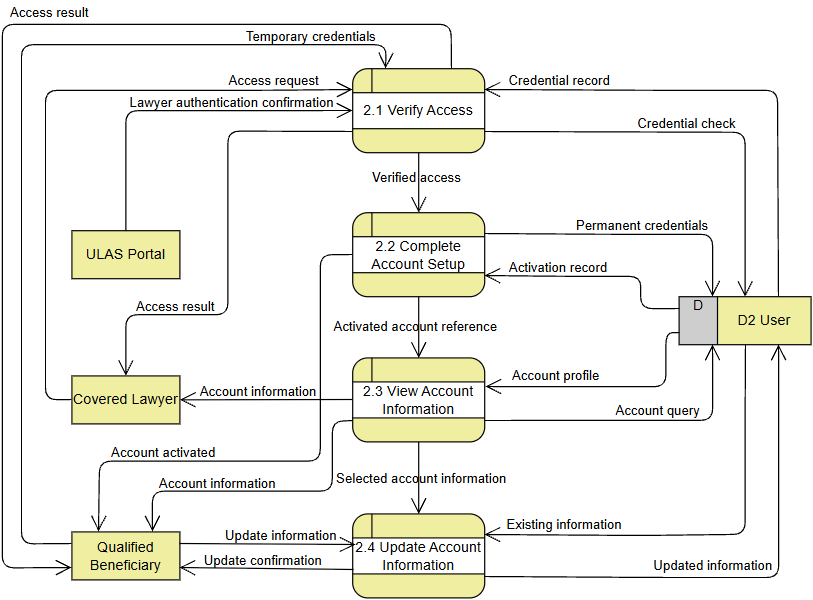 Access result
Temporary credentials
Access request
Credential record
Lawyer authentication confirmation
2.1 Verify Access
Credential check
Verified access
Permanent credentials
ULAS Portal
2.2 Complete
Account Setup
Activation record
Access result
D
D2 User
Activated account reference
Account profile
Covered Lawyer
Account information
2.3 View Account
Information
Account query
Account activated
Account information
Selected account information
Existing information
Update information
Qualified
Beneficiary
2.4 Update Account
Information
Update confirmation
Updated information